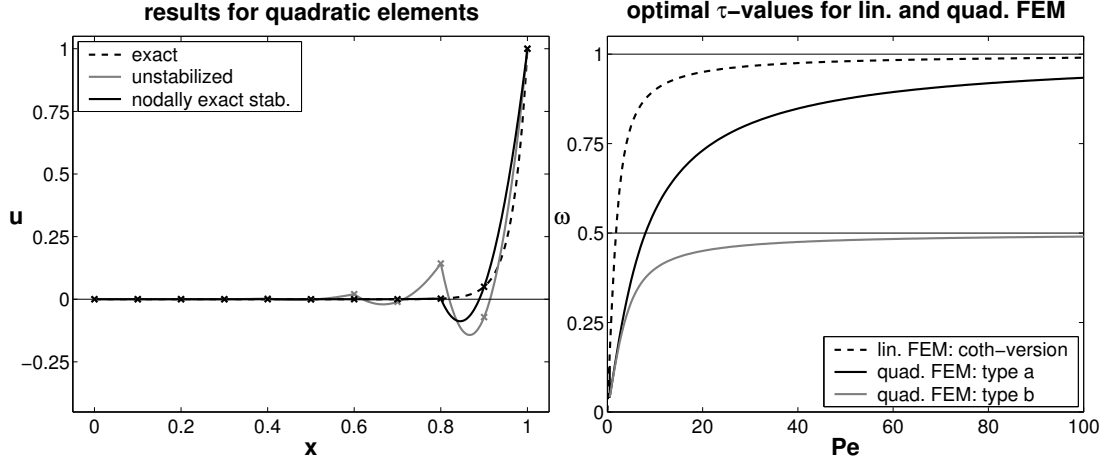 results for quadratic elements
1
0.75
0.5
0.25
0
−0.25
u
exact
unstabilized
nodally exact stab.
0 0.2 0.4 0.6 0.8 1
x
optimal τ−values for lin. and quad. FEM
1
0.75
0.5
0.25
0
ω
lin. FEM: coth−version
quad. FEM: type a
quad. FEM: type b
0 20 40 60 80 100
Pe